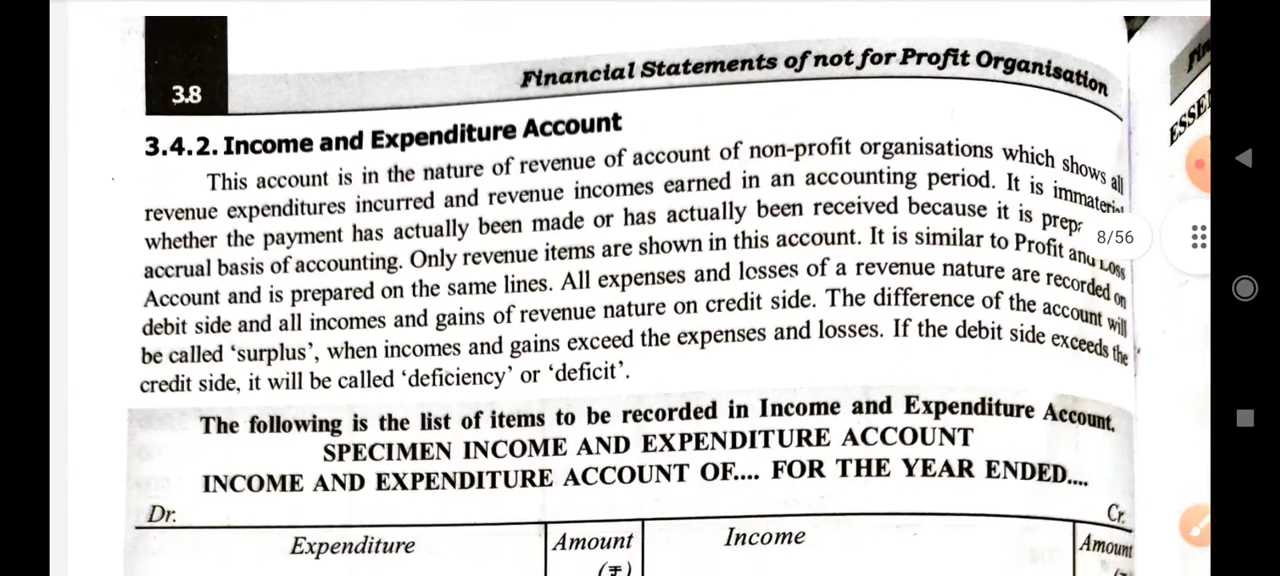 Financial Statements of not for Profit Organisation
3.8
3.4.2. Income and Expenditure Account
This account is in the nature of revenue of account of non-profit organisations which shows all
revenue expenditures incurred and revenue incomes earned in an accounting period. It is
whether the payment has actually been made or has actually been received because it is
accrual basis of accounting. Only revenue items are shown in this account. It is similar to Profit and Loss
Account and is prepared on the same lines. All expenses and losses of a revenue nature are recorded on
debit side and all incomes and gains of revenue nature on credit side. The difference of the account will
be called ‘surplus’, when incomes and gains exceed the expenses and losses. If the debit side exceeds the
credit side, it will be called ‘deficiency’ or ‘deficit’.
The following is the list of items to be recorded in Income and Expenditure Account.
SPECIMEN INCOME AND EXPENDITURE ACCOUNT
INCOME AND EXPENDITURE ACCOUNT OF.... FOR THE YEAR ENDED....
Dr. Cr.
Expenditure Amount Income Amount
(₹)
8/56